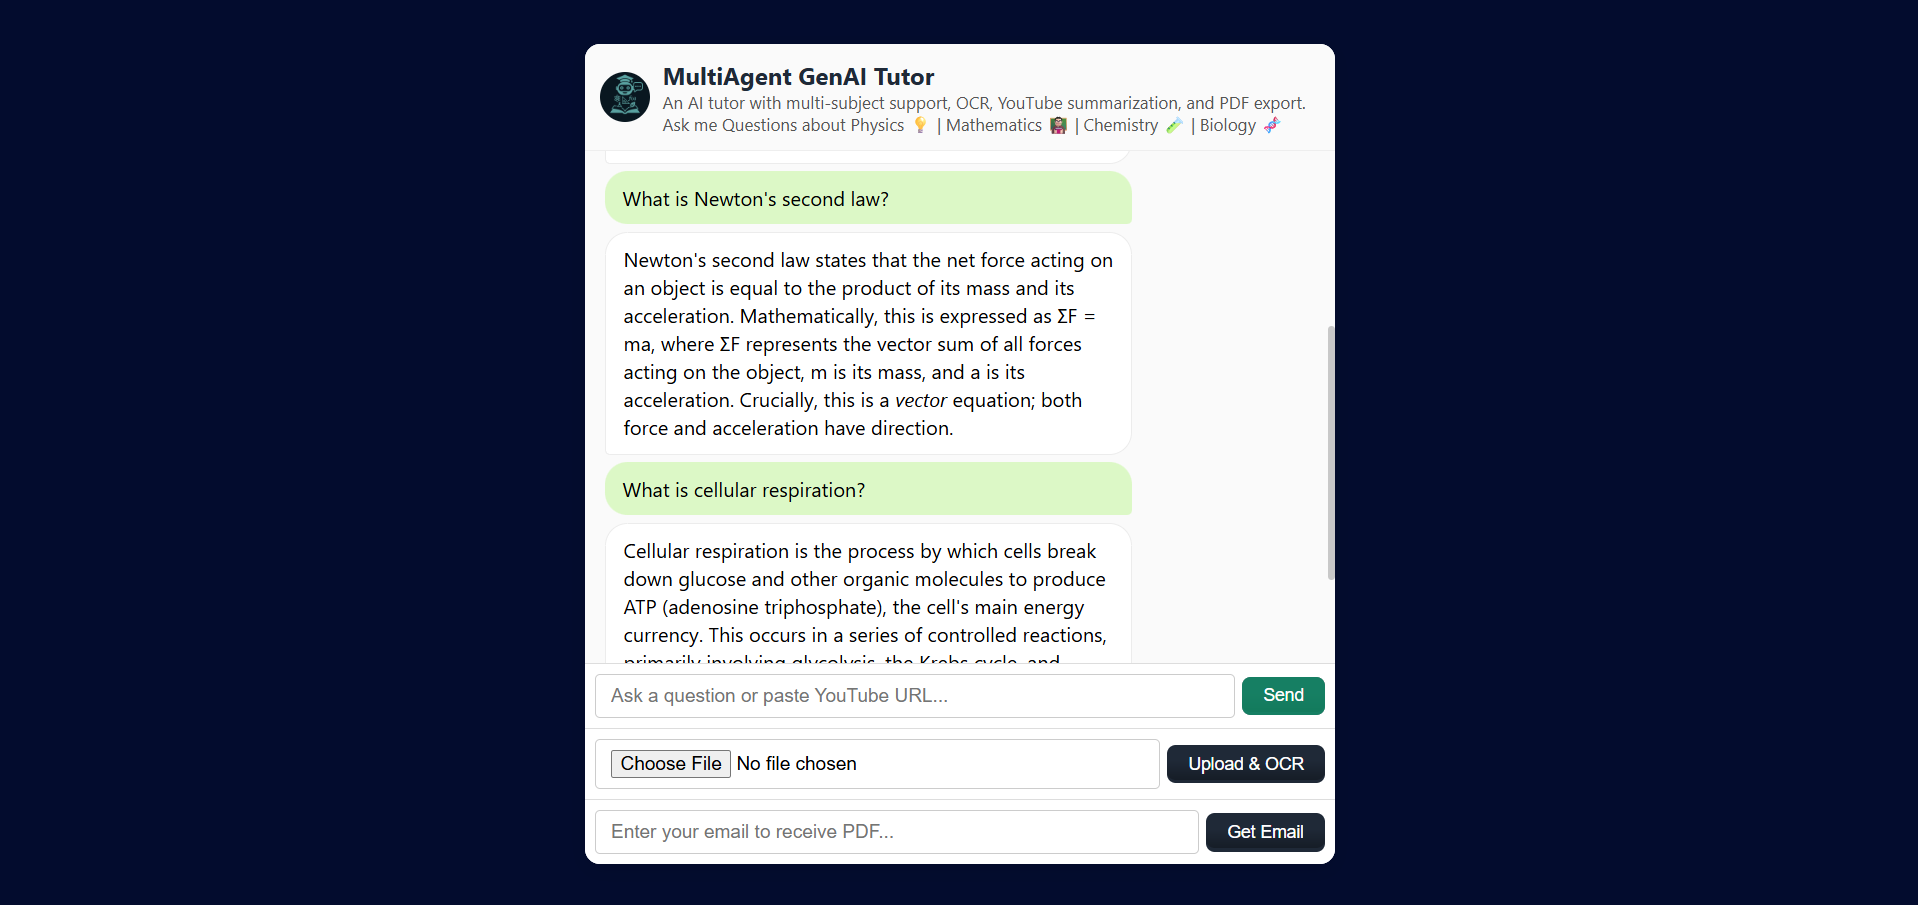 MultiAgent GenAI Tutor
An AI tutor with multi-subject support, OCR, YouTube summarization, and PDF export.
Ask me Questions about Physics 💡 | Mathematics 👨‍🏫 | Chemistry 🧪 | Biology 🧬
What is Newton's second law?
Newton's second law states that the net force acting on
an object is equal to the product of its mass and its
acceleration. Mathematically, this is expressed as ΣF =
ma, where ΣF represents the vector sum of all forces
acting on the object, m is its mass, and a is its
acceleration. Crucially, this is a vector equation; both
force and acceleration have direction.
What is cellular respiration?
Cellular respiration is the process by which cells break
down glucose and other organic molecules to produce
ATP (adenosine triphosphate), the cell's main energy
currency. This occurs in a series of controlled reactions,
primarily involving glycolysis, the Krebs cycle, and
Ask a question or paste YouTube URL...
Send
Choose File No file chosen
Upload & OCR
Enter your email to receive PDF...
Get Email